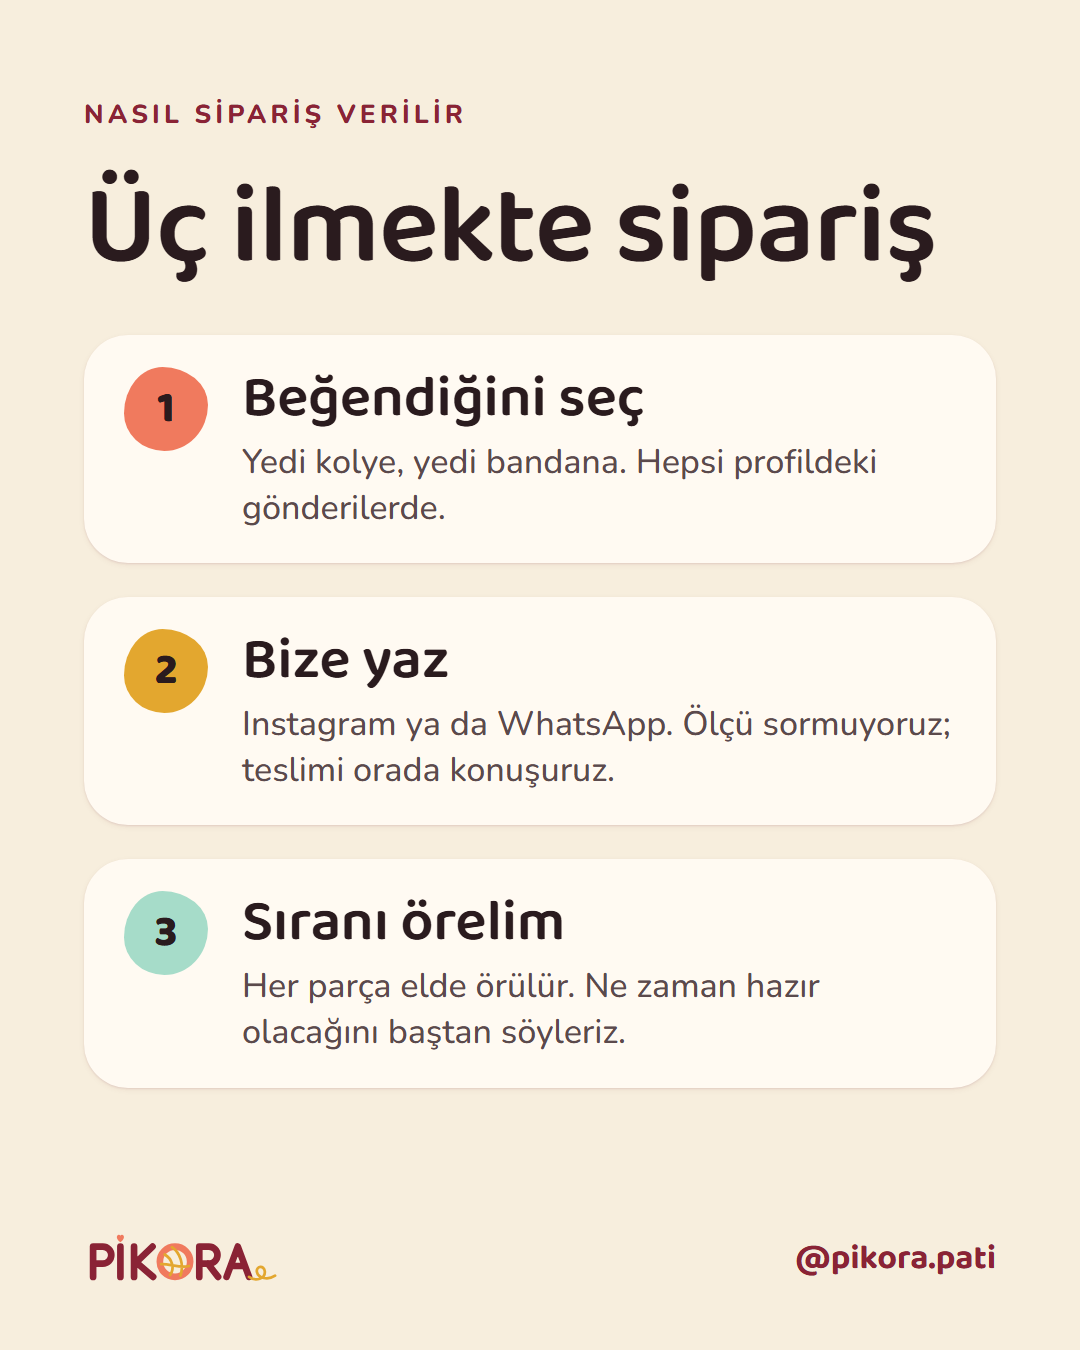 NASIL SİPARİŞ VERİLİR
Üç ilmekte sipariş
1
Beğendiğini seç
Yedi kolye, yedi bandana. Hepsi profildeki
gönderilerde.
2
Bize yaz
Instagram ya da WhatsApp. Ölçü sormuyoruz;
teslimi orada konuşuruz.
3
Sıranı örelim
Her parça elde örülür. Ne zaman hazır
olacağını baştan söyleriz.
PİKORA
@pikora.pati